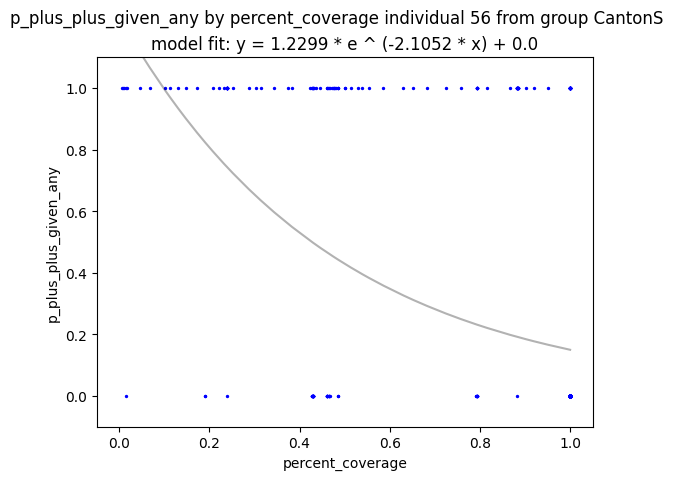 p_plus_plus_given_any by percent_coverage individual 56 from group CantonS
model fit: y = 1.2299 * e ^ (-2.1052 * x) + 0.0
p_plus_plus_given_any
1.0
0.8
0.6
0.4
0.2
0.0
0.0 0.2 0.4 0.6 0.8 1.0
percent_coverage